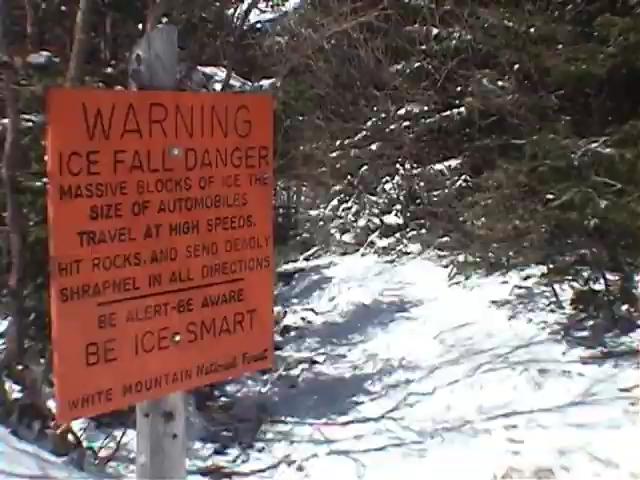 WARNING
ICE FALL DANGER
MASSIVE BLOCKS OF ICE THE
SIZE OF AUTOMOBILES
TRAVEL AT HIGH SPEEDS,
HIT ROCKS, AND SEND DEADLY
SHRAPNEL IN ALL DIRECTIONS
BE ALERT-BE AWARE
BE ICE SMART
WHITE MOUNTAIN National Forest